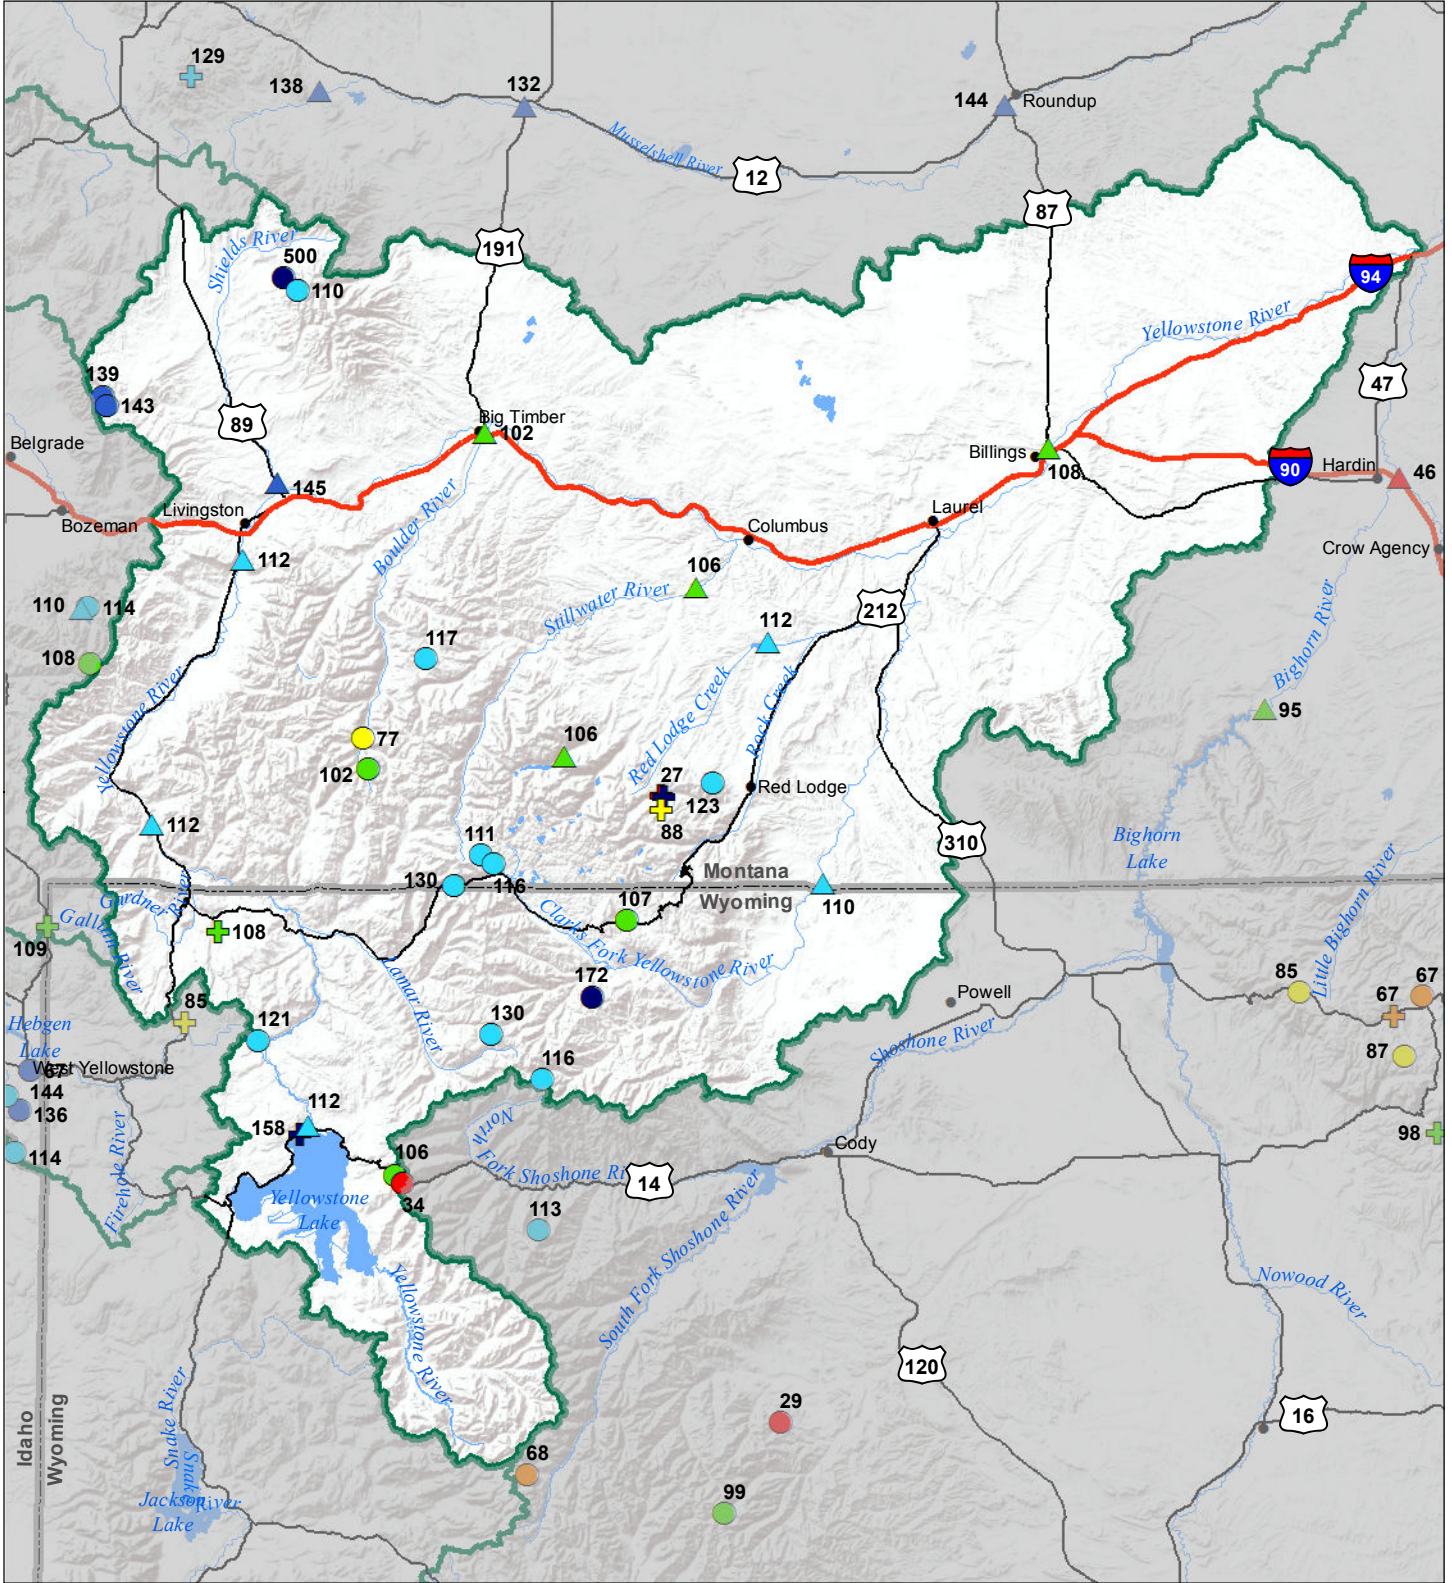 129
138
132
144
Roundup
Musselshell River
12
87
191
Shields River
500
110
94
Yellowstone River
139
143
47
89
Big Timber
102
Belgrade
Billings
108
90
Hardin
46
145
Livingston
Bozeman
Laurel
Columbus
Crow Agency
Boulder River
112
106
Stillwater River
110
114
212
112
Bighorn River
117
108
Yellowstone River
Red Lodge Creek
Rock Creek
95
77
102
106
27
123
88
Red Lodge
112
310
Bighorn
Lake
111
116
130
Montana
Wyoming
110
107
Gardner River
Gallatin River
109
108
Clarks Fork Yellowstone River
Little Bighorn River
Lamar River
172
85
67
67
87
85
Powell
Hebgen
Lake
121
130
Shoshone River
67
West Yellowstone
144
136
116
112
158
North
Fork Shoshone Ri
Cody
98
114
Firehole River
106
34
14
Yellowstone
Lake
113
South Fork Shoshone River
Nowood River
Yellowstone River
120
Snake River
29
16
Idaho
Wyoming
68
Snake
River
Jackson
Lake
99